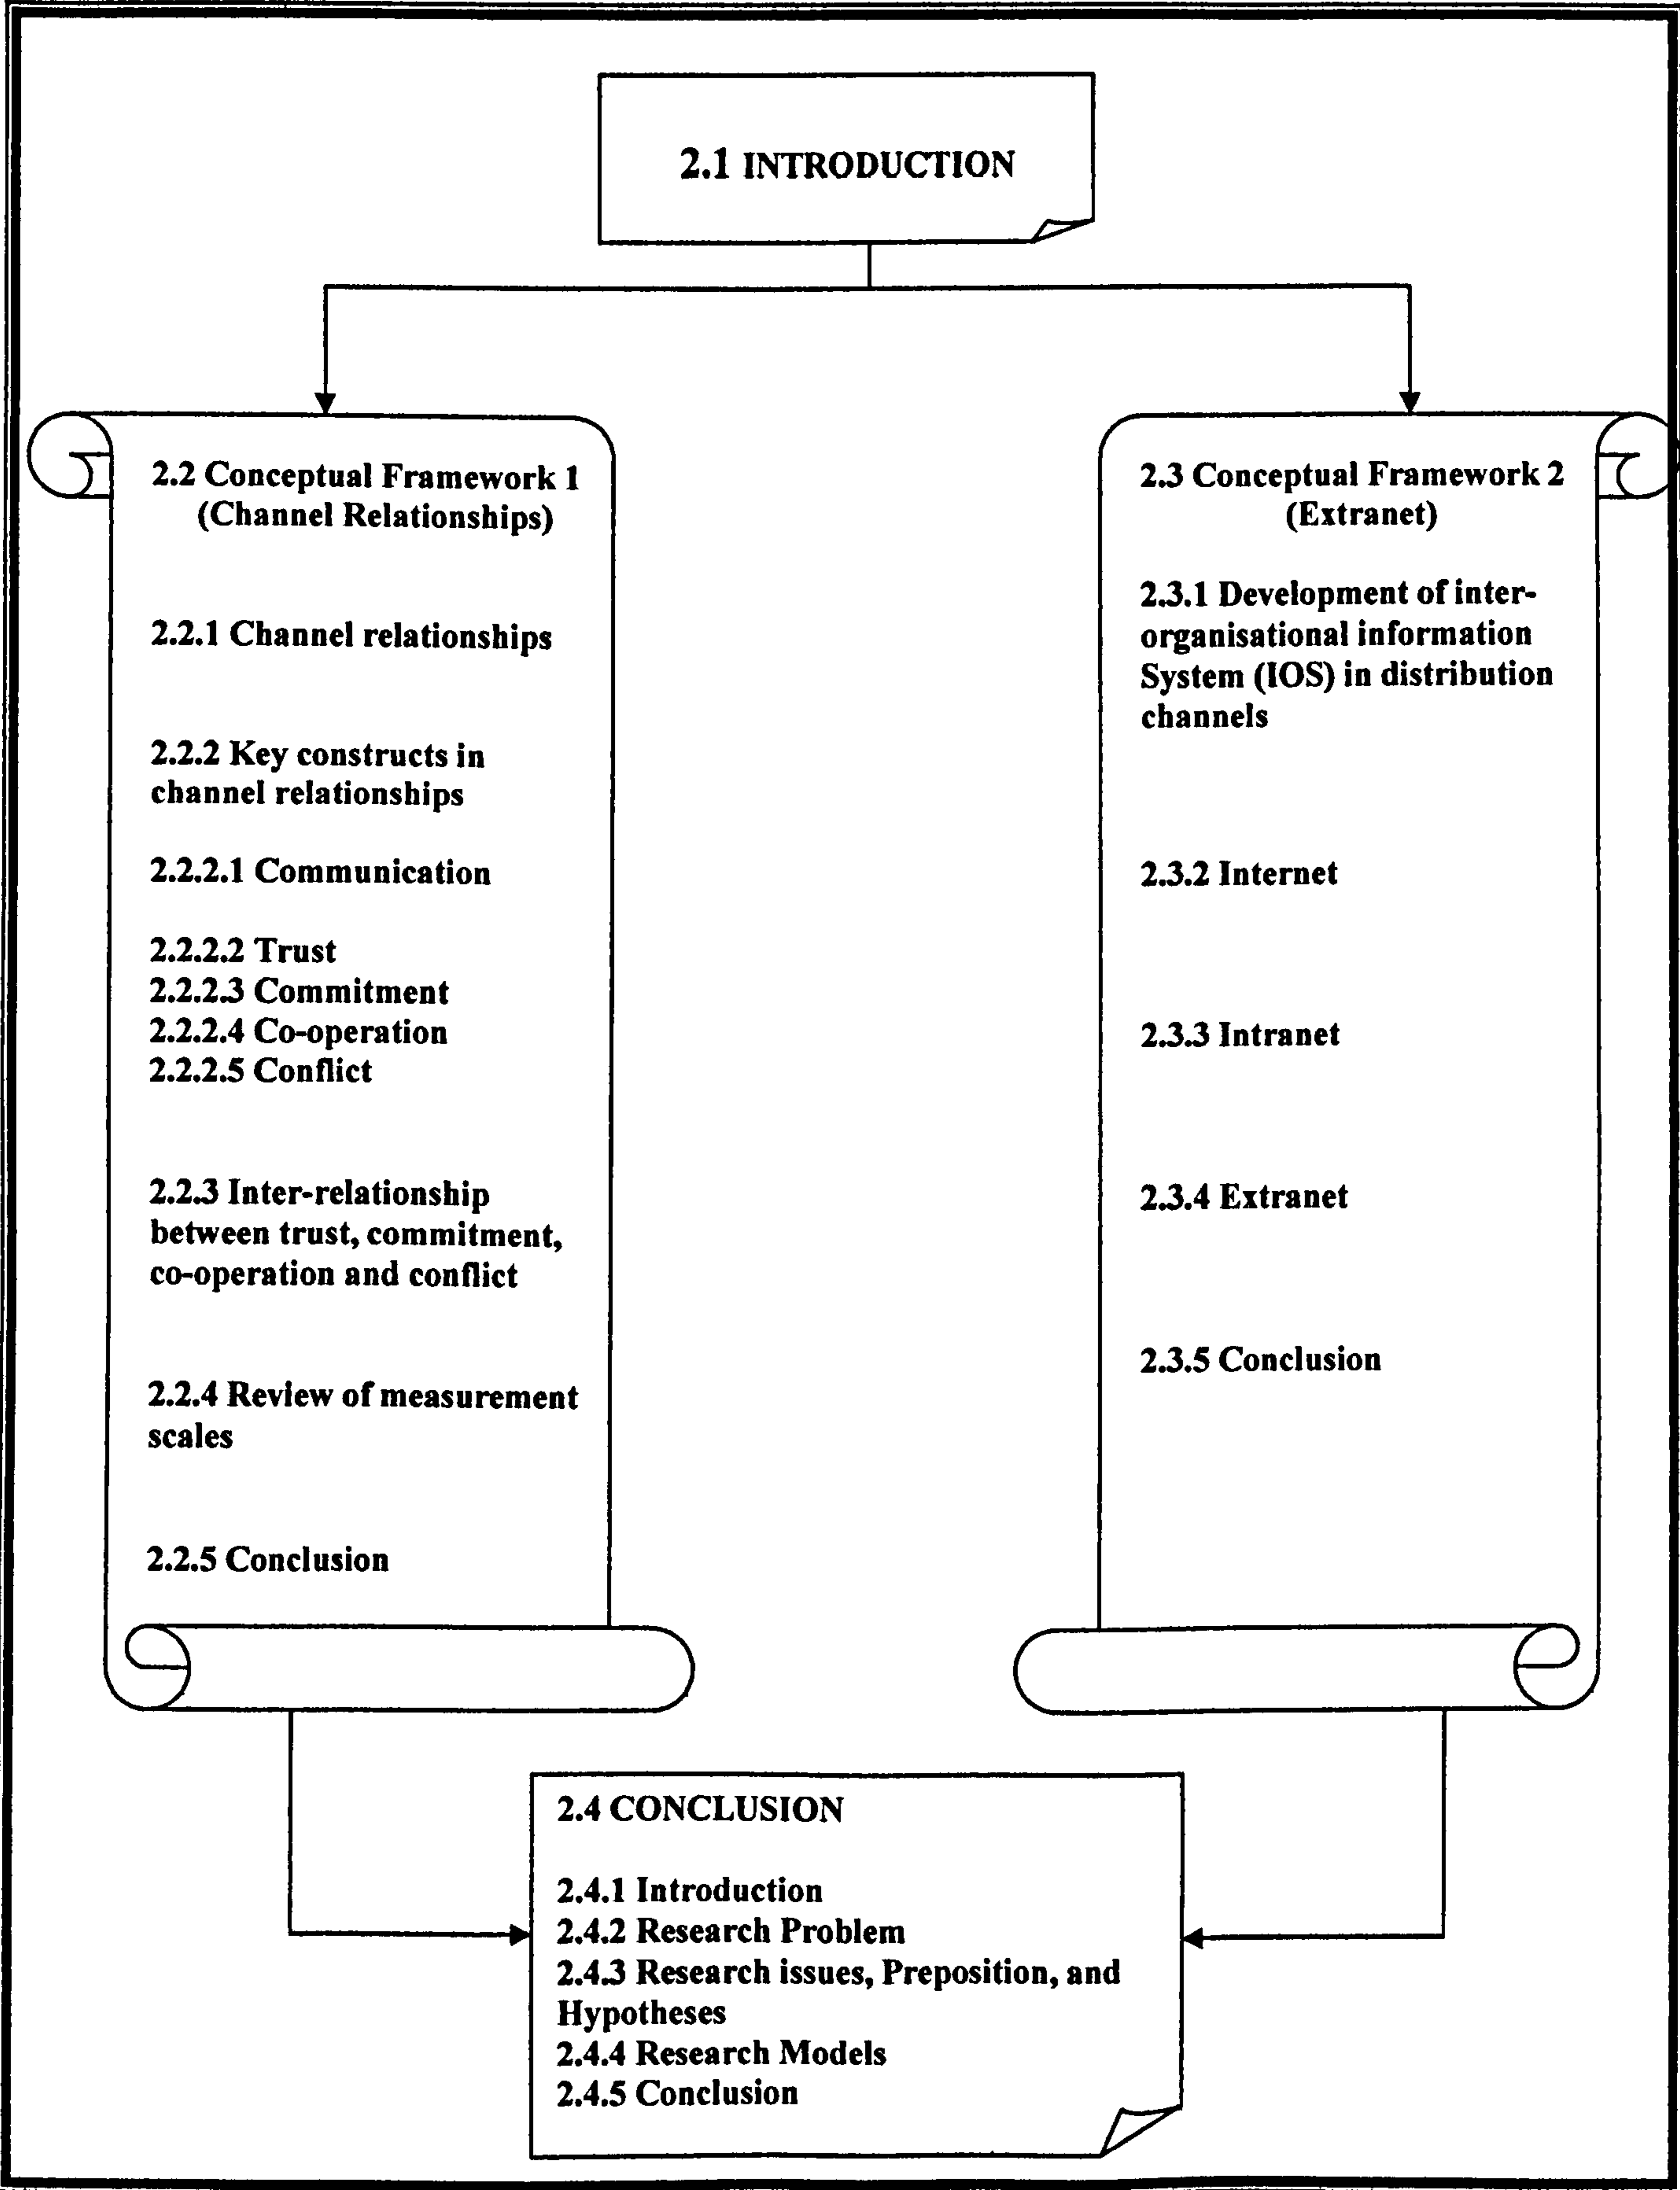 2.1 INTRODUCTION
2.2 Conceptual Framework 1
(Channel Relationships)
2.2.1 Channel relationships
2.2.2 Key constructs in
channel relationships
2.2.2.1 Communication
2.2.2.2 Trust
2.2.2.3 Commitment
2.2.2.4 Co-operation
2.2.2.5 Conflict
2.2.3 Inter-relationship
between trust, commitment,
co-operation and conflict
2.2.4 Review of measurement
scales
2.2.5 Conclusion
2.3 Conceptual Framework 2
(Extranet)
2.3.1 Development of inter-
organisational information
System (IOS) in distribution
channels
2.3.2 Internet
2.3.3 Intranet
2.3.4 Extranet
2.3.5 Conclusion
2.4 CONCLUSION
2.4.1 Introduction
2.4.2 Research Problem
2.4.3 Research issues, Preposition, and
Hypotheses
2.4.4 Research Models
2.4.5 Conclusion